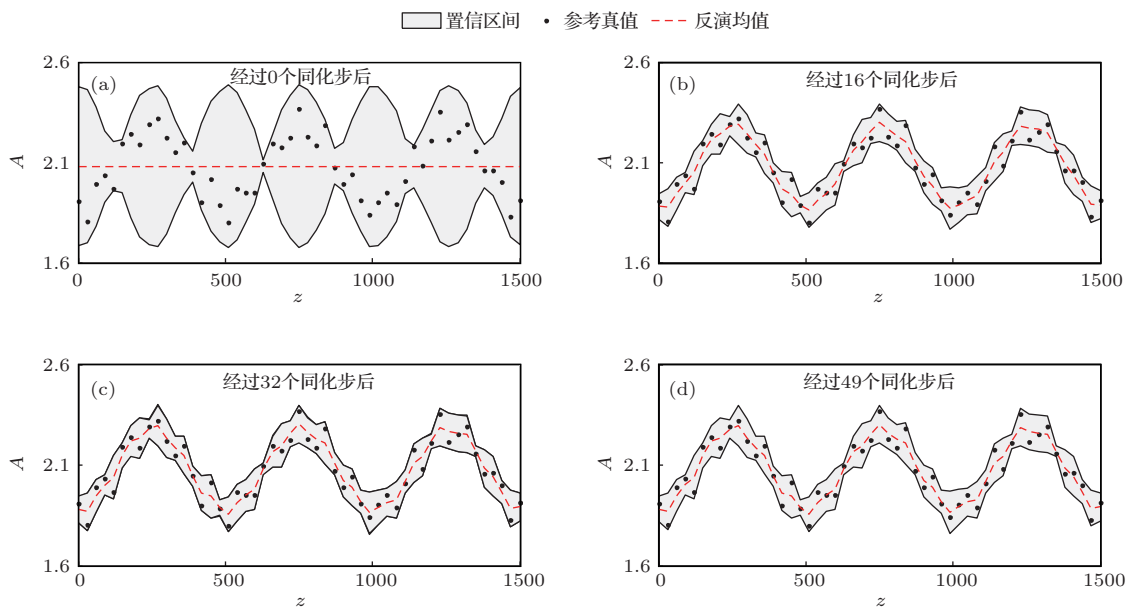 置信区间 参考真值 反演均值
(a) 经过0个同化步后
2.6
2.1
1.6
A
0 500 1000 1500
z
(b) 经过16个同化步后
2.6
2.1
1.6
A
0 500 1000 1500
z
(c) 经过32个同化步后
2.6
2.1
1.6
A
0 500 1000 1500
z
(d) 经过49个同化步后
2.6
2.1
1.6
A
0 500 1000 1500
z